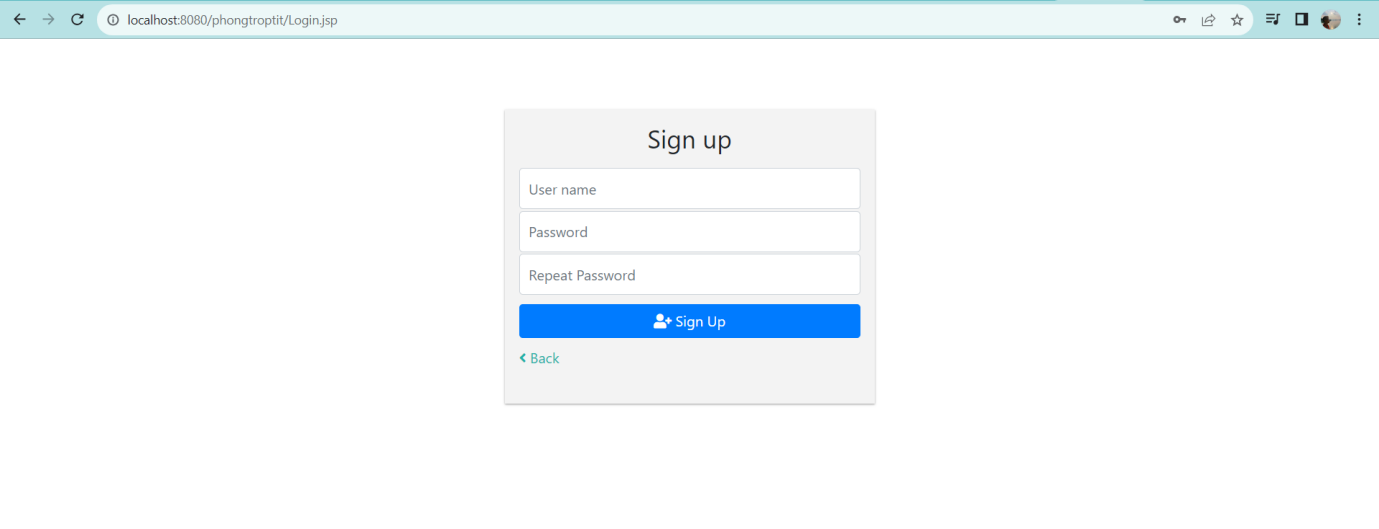 localhost:8080/phongtroptit/Login.jsp
Sign up
User name
Password
Repeat Password
Sign Up
Back